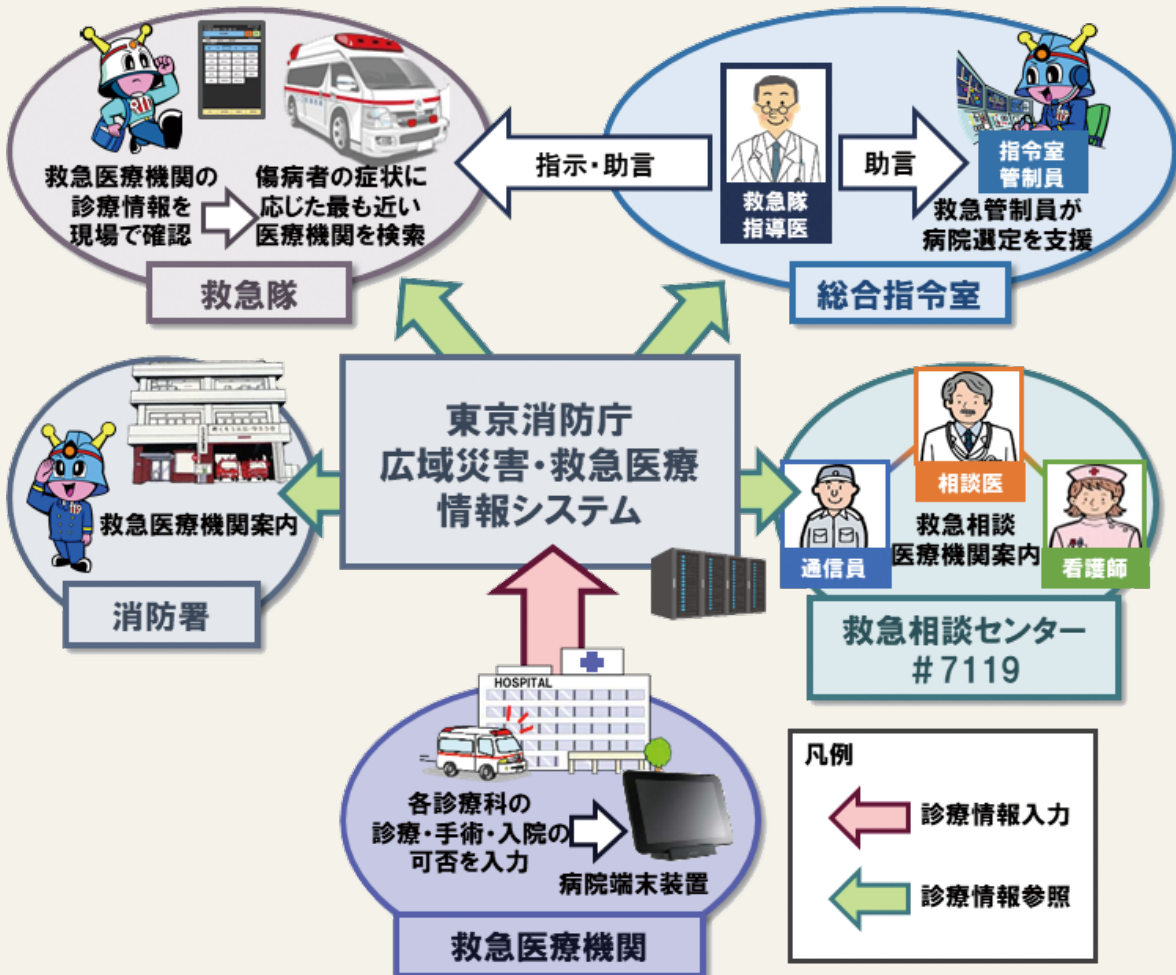 救急医療機関の
診療情報を
現場で確認
傷病者の症状に
応じた最も近い
医療機関を検索
救急隊
指示・助言
救急隊
指導医
助言
指令室
管制員
救急管制員が
病院選定を支援
総合指令室
東京消防庁
広域災害・救急医療
情報システム
119
救急医療機関案内
消防署
相談医
通信員
救急相談
医療機関案内
看護師
救急相談センター
#7119
HOSPITAL
各診療科の
診療・手術・入院の
可否を入力
病院端末装置
救急医療機関
凡例
診療情報入力
診療情報参照